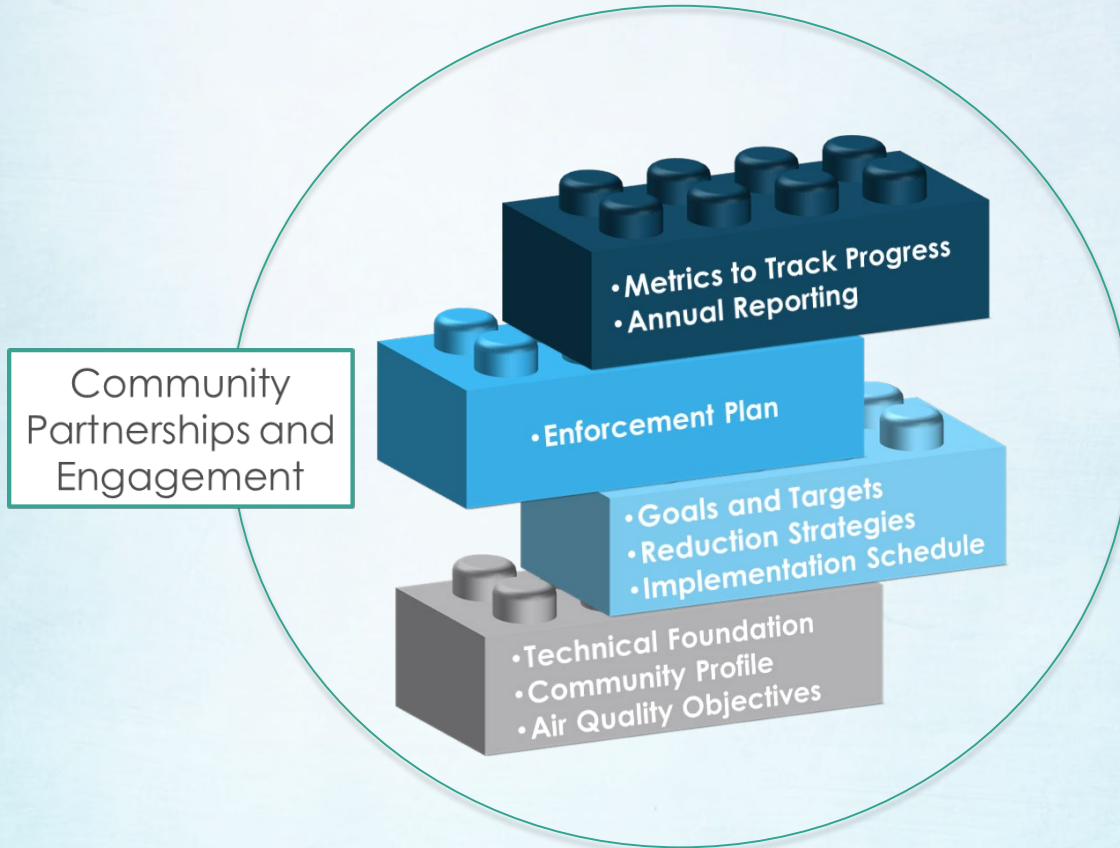 • Metrics to Track Progress
• Annual Reporting
Community
Partnerships and
Engagement
• Enforcement Plan
• Goals and Targets
• Reduction Strategies
• Implementation Schedule
• Technical Foundation
• Community Profile
• Air Quality Objectives